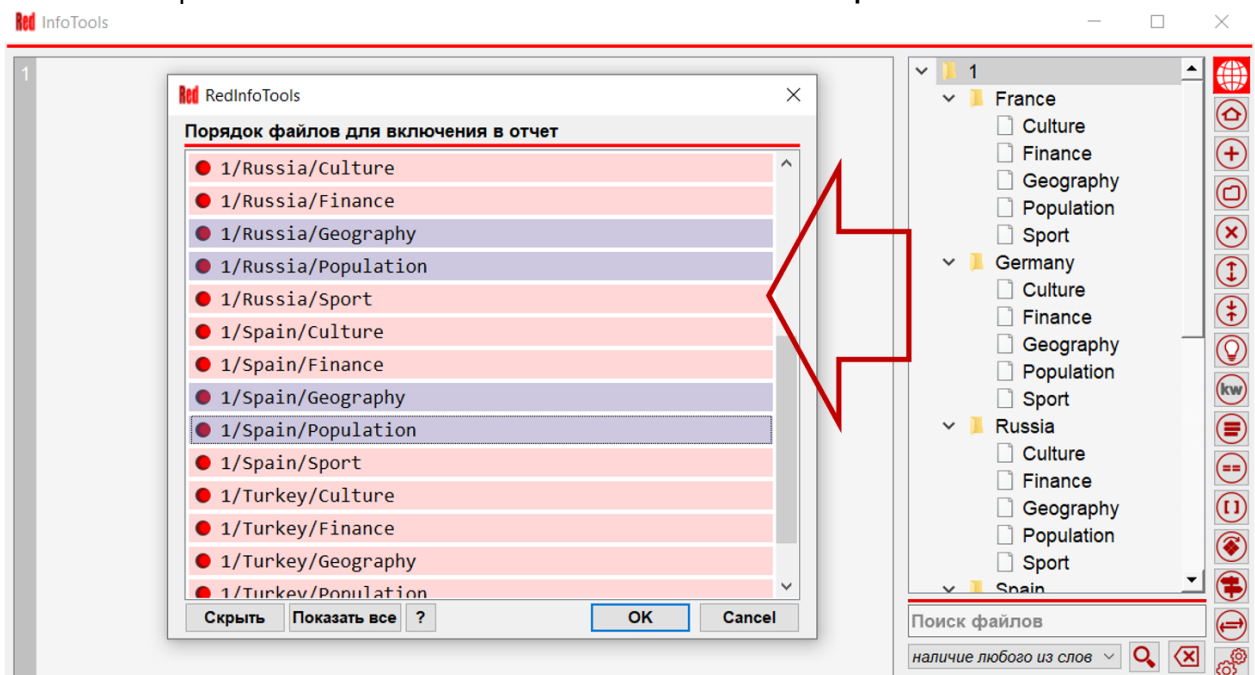 Red InfoTools
1
RedInfoTools
Порядок файлов для включения в отчет
1/Russia/Culture
1/Russia/Finance
1/Russia/Geography
1/Russia/Population
1/Russia/Sport
1/Spain/Culture
1/Spain/Finance
1/Spain/Geography
1/Spain/Population
1/Spain/Sport
1/Turkey/Culture
1/Turkey/Finance
1/Turkey/Geography
1/Turkey/Population
Скрыть Показать все ? OK Cancel
1
France
Culture
Finance
Geography
Population
Sport
Germany
Culture
Finance
Geography
Population
Sport
Russia
Culture
Finance
Geography
Population
Sport
Spain
Поиск файлов
наличие любого из слов
kw
==
[ ]